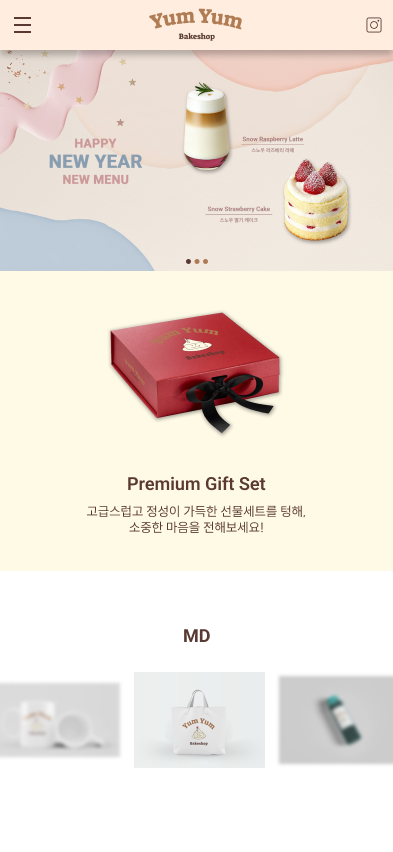 Yum Yum
Bakeshop
HAPPY
NEW YEAR
NEW MENU
Snow Raspberry Latte
스노우 라즈베리 라떼
Snow Strawberry Cake
스노우 딸기 케이크
Yum Yum
Bakeshop
Premium Gift Set
고급스럽고 정성이 가득한 선물세트를 텅해,
소중한 마음을 전해보세요!
MD
Yum Yum
Yum Yum
Bakeshop